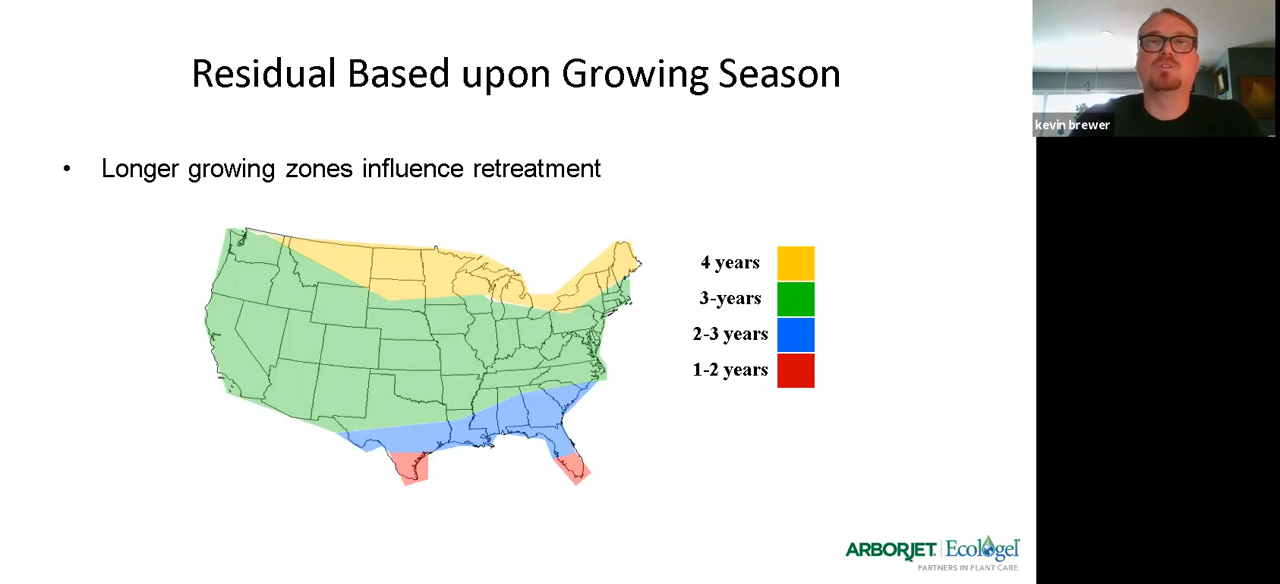 Residual Based upon Growing Season
kevin brewer
• Longer growing zones influence retreatment
4 years
3-years
2-3 years
1-2 years
ARBORJET | Ecologel
PARTNERS IN PLANT CARE